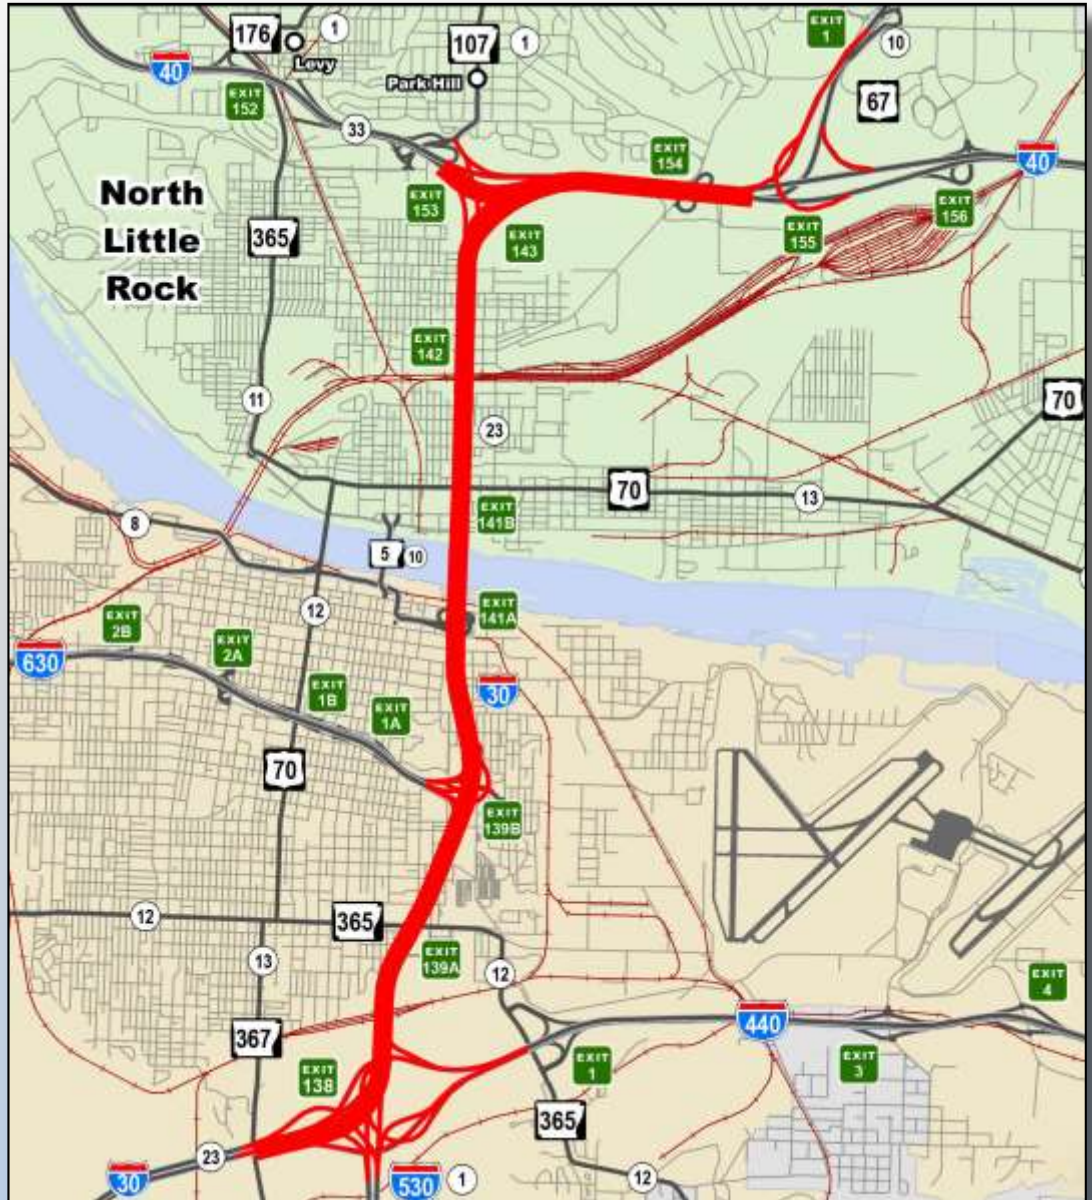 176
1
107
1
EXIT
1
10
Levy
40
Park Hill
67
EXIT
152
33
EXIT
154
40
North
Little
Rock
EXIT
153
EXIT
156
365
EXIT
143
EXIT
155
EXIT
142
11
23
70
70
13
EXIT
141B
8
5
10
12
EXIT
2B
EXIT
141A
EXIT
2A
630
EXIT
1B
30
EXIT
1A
70
EXIT
139B
12
365
13
EXIT
139A
12
EXIT
4
367
440
EXIT
138
EXIT
1
EXIT
3
365
23
30
530
1
12